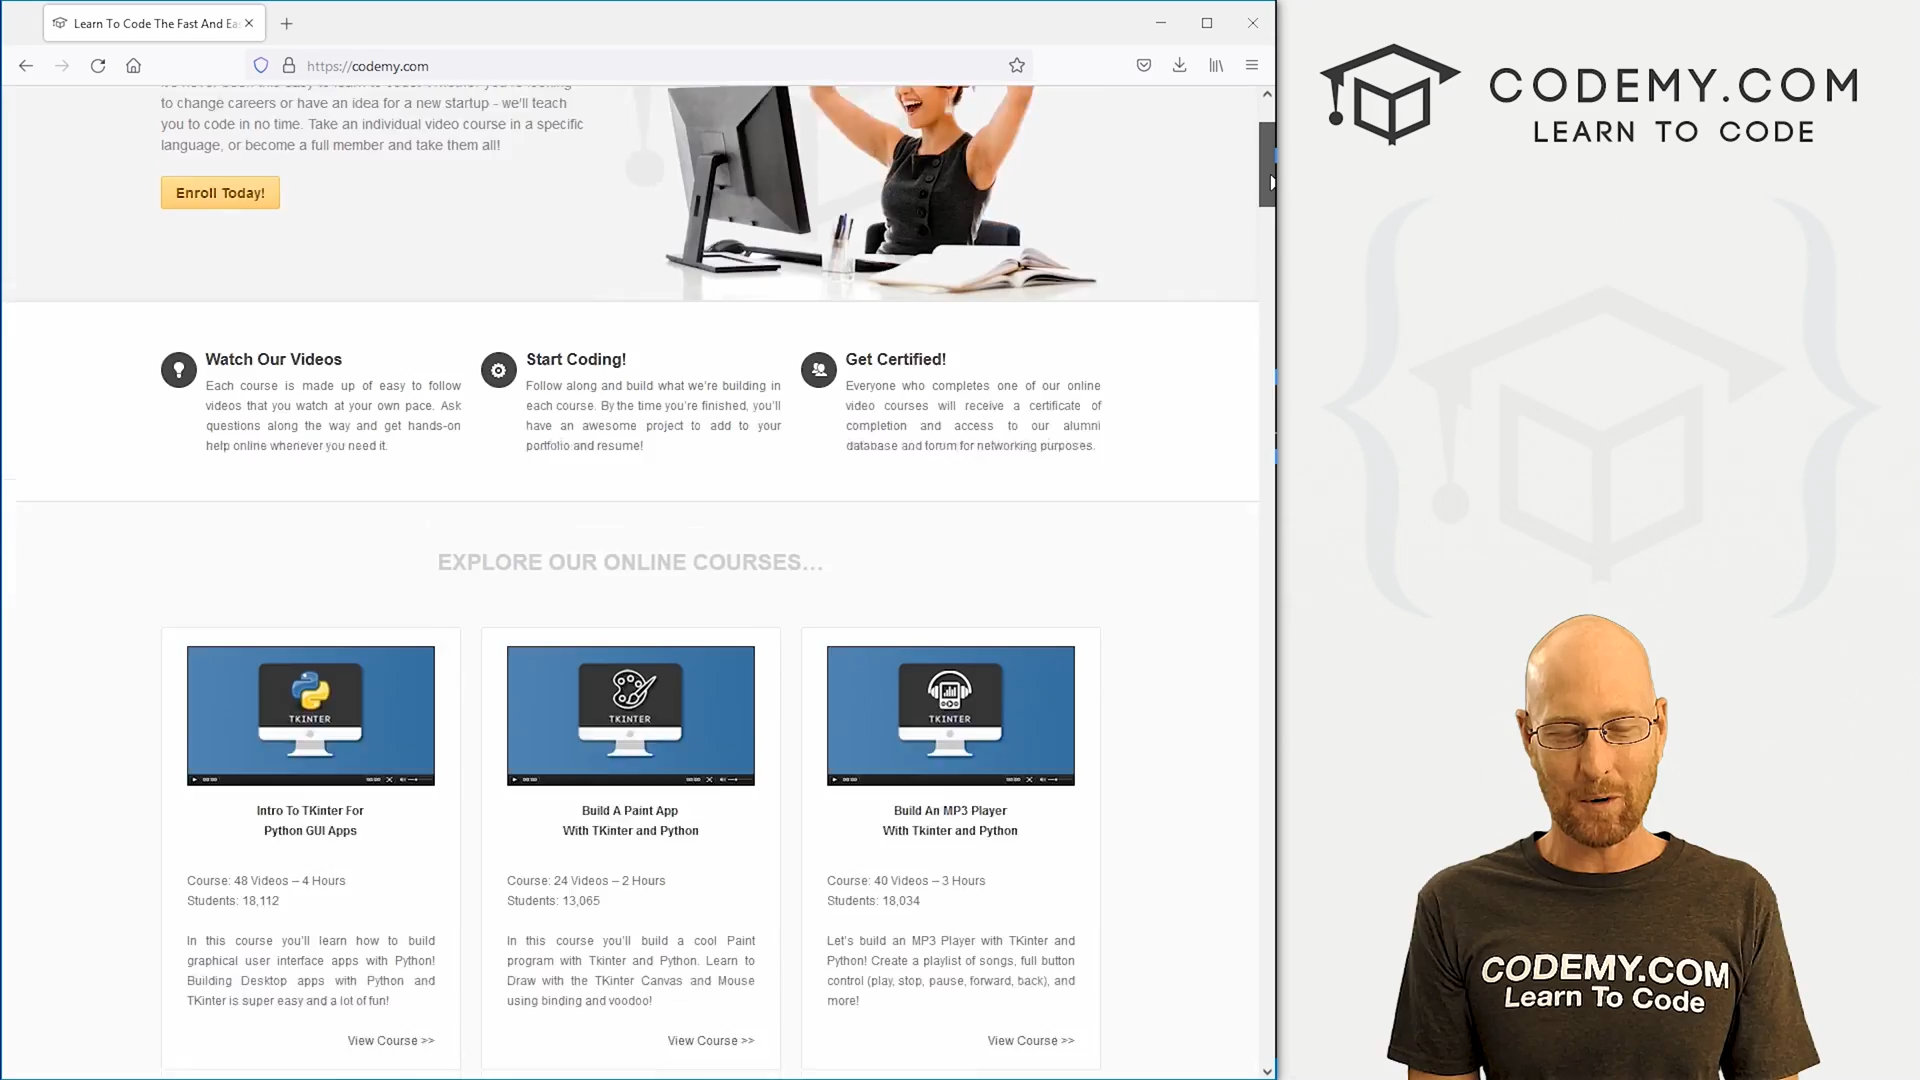 Learn To Code The Fast And Eas
https://codemy.com
to change careers or have an idea for a new startup - we'll teach
you to code in no time. Take an individual video course in a specific
language, or become a full member and take them all!
Enroll Today!
Watch Our Videos
Each course is made up of easy to follow
videos that you watch at your own pace. Ask
questions along the way and get hands-on
help online whenever you need it.
Start Coding!
Follow along and build what we're building in
each course. By the time you're finished, you'll
have an awesome project to add to your
portfolio and resume!
Get Certified!
Everyone who completes one of our online
video courses will receive a certificate of
completion and access to our alumni
database and forum for networking purposes.
EXPLORE OUR ONLINE COURSES...
TKINTER
Intro To TKinter For
Python GUI Apps
Course: 48 Videos – 4 Hours
Students: 18,112
In this course you'll learn how to build
graphical user interface apps with Python!
Building Desktop apps with Python and
TKinter is super easy and a lot of fun!
View Course >>
TKINTER
Build A Paint App
With TKinter and Python
Course: 24 Videos – 2 Hours
Students: 13,065
In this course you'll build a cool Paint
program with Tkinter and Python. Learn to
Draw with the TKinter Canvas and Mouse
using binding and voodoo!
View Course >>
TKINTER
Build An MP3 Player
With Tkinter and Python
Course: 40 Videos – 3 Hours
Students: 18,034
Let's build an MP3 Player with TKinter and
Python! Create a playlist of songs, full button
control (play, stop, pause, forward, back), and
more!
View Course >>
CODEMY.COM
LEARN TO CODE
CODEMY.COM
Learn To Code